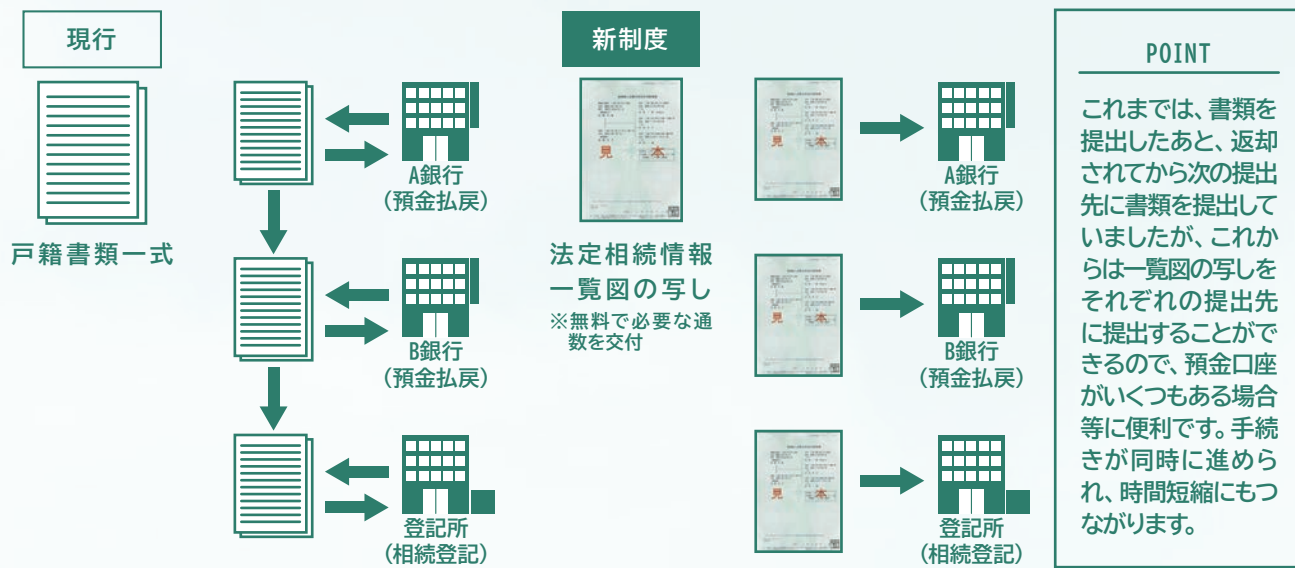 現行
戸籍書類一式
A銀行
(預金払戻)
B銀行
(預金払戻)
登記所
(相続登記)
新制度
見 本
法定相続情報
一覧図の写し
※無料で必要な通
数を交付
見 本
A銀行
(預金払戻)
見 本
B銀行
(預金払戻)
見 本
登記所
(相続登記)
POINT
これまでは、書類を
提出したあと、返却
されてから次の提出
先に書類を提出して
いましたが、これか
らは一覧図の写しを
それぞれの提出先
に提出することがで
きるので、預金口座
がいくつもある場合
等に便利です。手続
きが同時に進めら
れ、時間短縮にもつ
ながります。